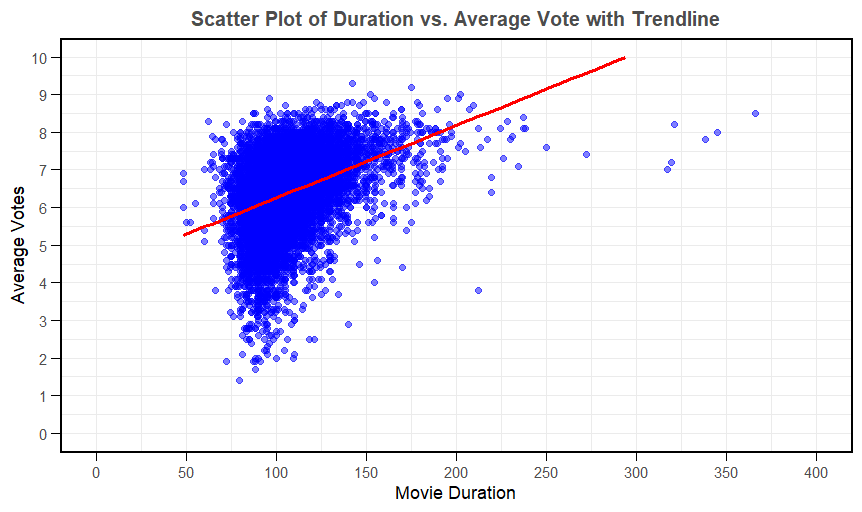 Scatter Plot of Duration vs. Average Vote with Trendline
Average Votes
10
9
8
7
6
5
4
3
2
1
0
0 50 100 150 200 250 300 350 400
Movie Duration